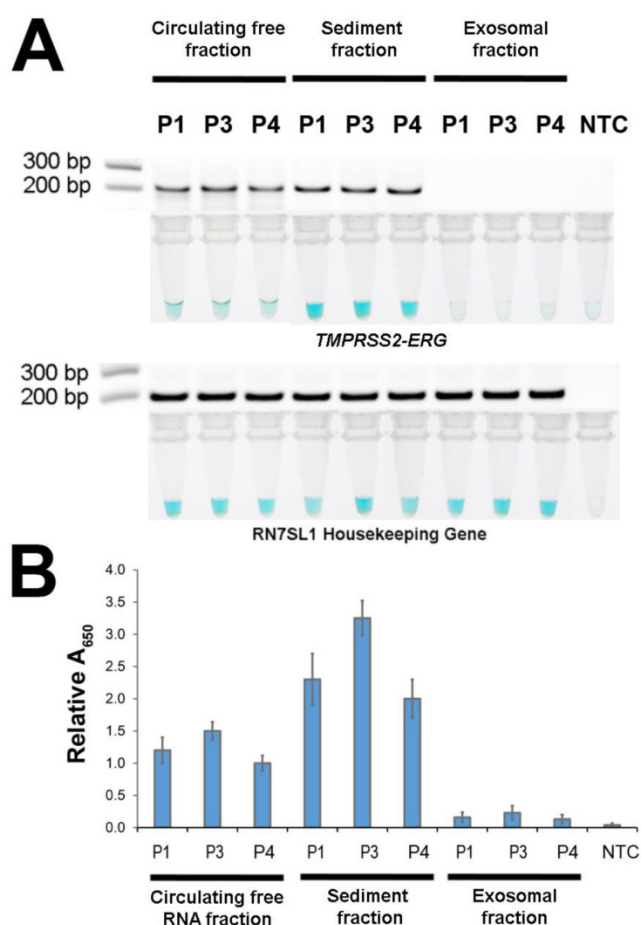 A
Circulating free fraction
Sediment fraction
Exosomal fraction
P1 P3 P4 P1 P3 P4 P1 P3 P4 NTC
300 bp
200 bp
TMPRSS2-ERG
300 bp
200 bp
RN7SL1 Housekeeping Gene
B
Relative A650
4.0
3.5
3.0
2.5
2.0
1.5
1.0
0.5
0.0
P1 P3 P4 P1 P3 P4 P1 P3 P4 NTC
Circulating free RNA fraction
Sediment fraction
Exosomal fraction